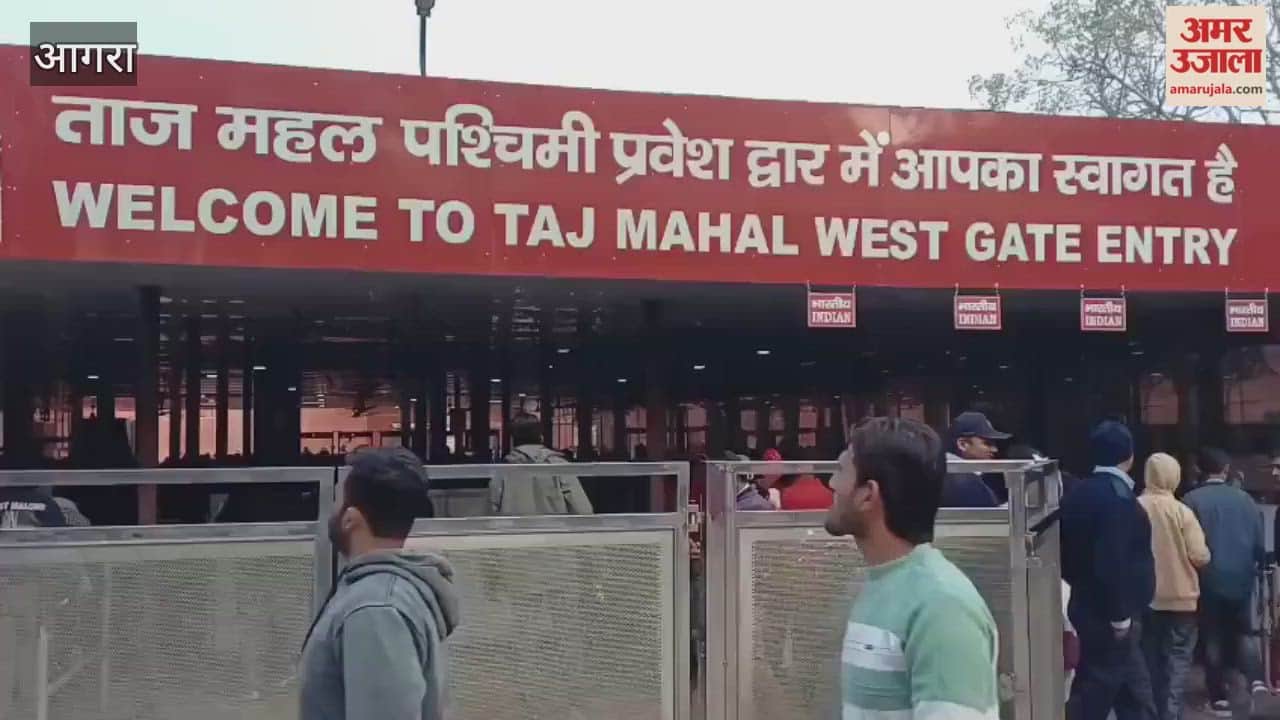 आगरा
अमर
उजाला
amarujala.com
ताज महल पश्चिमी प्रवेश द्वार में आपका स्वागत है
WELCOME TO TAJ MAHAL WEST GATE ENTRY
भारतीय
INDIAN
भारतीय
INDIAN
भारतीय
INDIAN
भारतीय
INDIAN